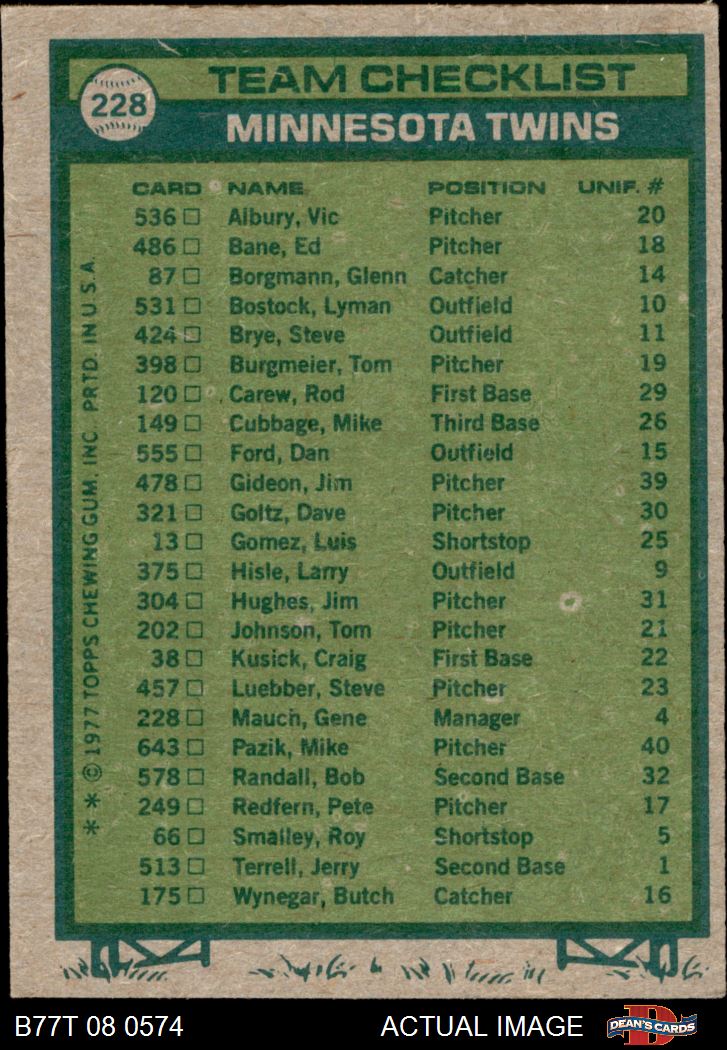 228
TEAM CHECKLIST
MINNESOTA TWINS
CARD NAME POSITION UNIF. #
536 □ Albury, Vic Pitcher 20
486 □ Bane, Ed Pitcher 18
87 □ Borgmann, Glenn Catcher 14
531 □ Bostock, Lyman Outfield 10
424 □ Brye, Steve Outfield 11
398 □ Burgmeier, Tom Pitcher 19
120 □ Carew, Rod First Base 29
149 □ Cubbage, Mike Third Base 26
555 □ Ford, Dan Outfield 15
478 □ Gideon, Jim Pitcher 39
321 □ Goltz, Dave Pitcher 30
13 □ Gomez, Luis Shortstop 25
375 □ Hisle, Larry Outfield 9
304 □ Hughes, Jim Pitcher 31
202 □ Johnson, Tom Pitcher 21
38 □ Kusick, Craig First Base 22
457 □ Luebber, Steve Pitcher 23
228 □ Mauch, Gene Manager 4
643 □ Pazik, Mike Pitcher 40
578 □ Randall, Bob Second Base 32
249 □ Redfern, Pete Pitcher 17
66 □ Smalley, Roy Shortstop 5
513 □ Terrell, Jerry Second Base 1
175 □ Wynegar, Butch Catcher 16
* * © 1977 TOPPS CHEWING GUM, INC. PRTD. IN U.S.A.
B77T 08 0574 ACTUAL IMAGE
D
DEAN'S CARDS